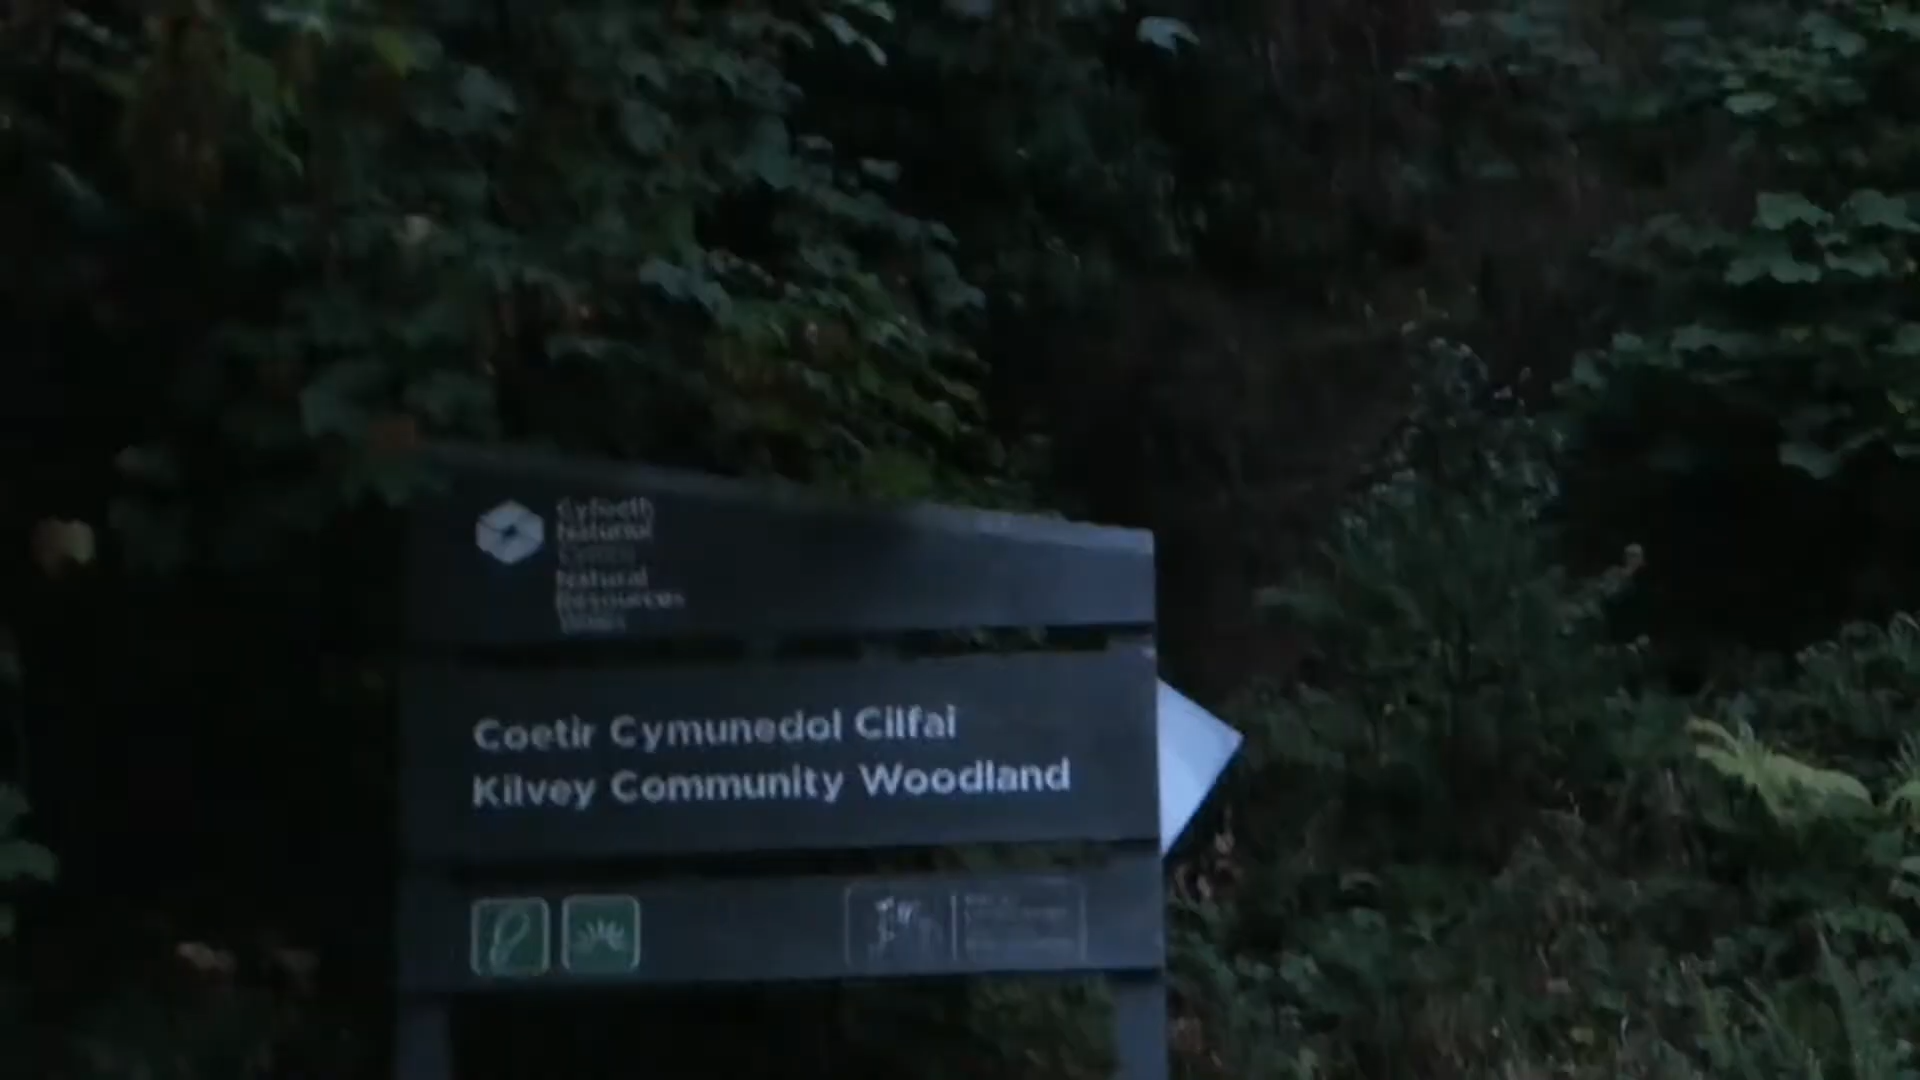 Cyfoeth
Naturiol
Cymru
Natural
Resources
Wales
Coetir Cymunedol Cilfai
Kilvey Community Woodland